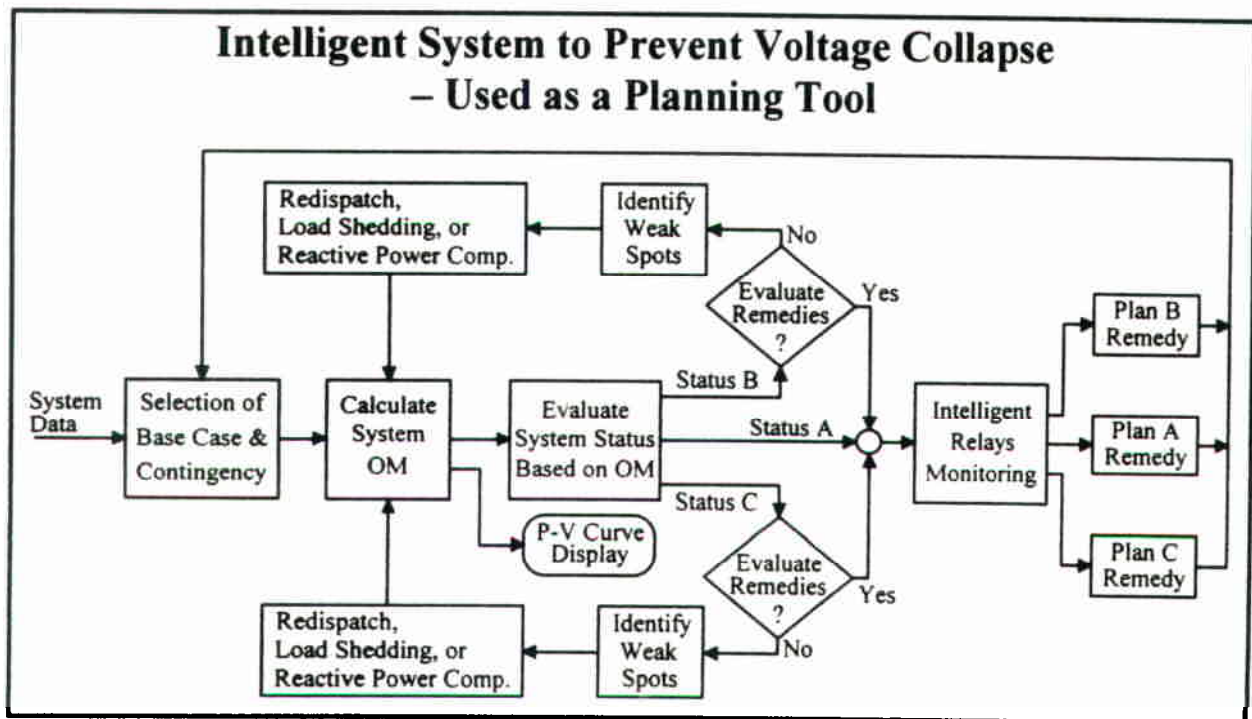 Intelligent System to Prevent Voltage Collapse
– Used as a Planning Tool
Redispatch,
Load Shedding, or
Reactive Power Comp.
Identify
Weak
Spots
No
Evaluate
Remedies
?
Yes
Plan B
Remedy
System
Data
Selection of
Base Case &
Contingency
Calculate
System
OM
Evaluate
System Status
Based on OM
Status B
Status A
Status C
Intelligent
Relays
Monitoring
Plan A
Remedy
P-V Curve
Display
Evaluate
Remedies
?
Yes
Plan C
Remedy
Redispatch,
Load Shedding, or
Reactive Power Comp.
Identify
Weak
Spots
No